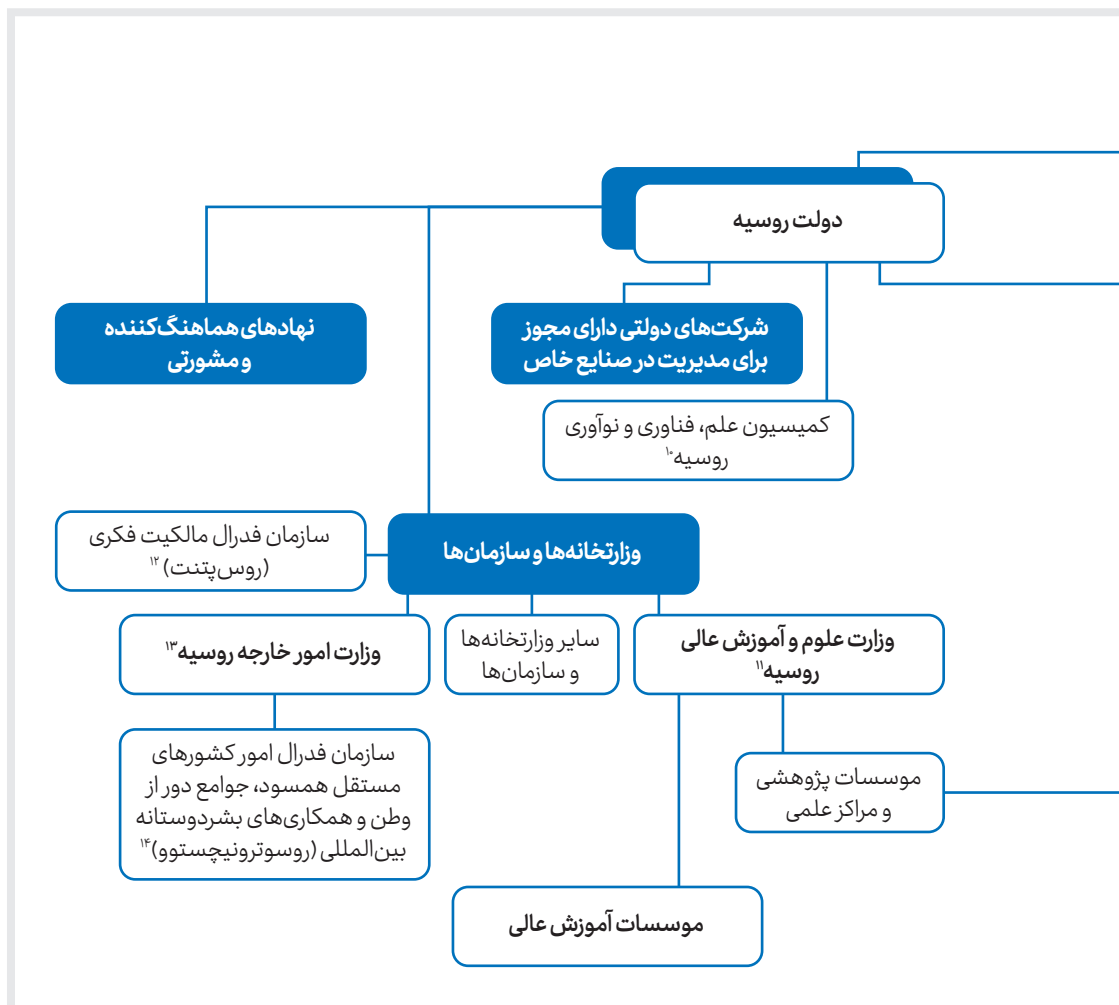 دولت روسیه
شرکت‌های دولتی دارای مجوز
برای مدیریت در صنایع خاص
نهادهای هماهنگ‌کننده
و مشورتی
کمیسیون علم، فناوری و نوآوری
روسیه۱۰
وزارتخانه‌ها و سازمان‌ها
سازمان فدرال مالکیت فکری
(روس‌پتنت)۱۲
وزارت علوم و آموزش عالی
روسیه۱۱
سایر وزارتخانه‌ها
و سازمان‌ها
وزارت امور خارجه روسیه۱۳
موسسات پژوهشی
و مراکز علمی
سازمان فدرال امور کشورهای
مستقل همسود، جوامع دور از
وطن و همکاری‌های بشردوستانه
بین‌المللی (روسوترونیچستوو)۱۴
موسسات آموزش عالی